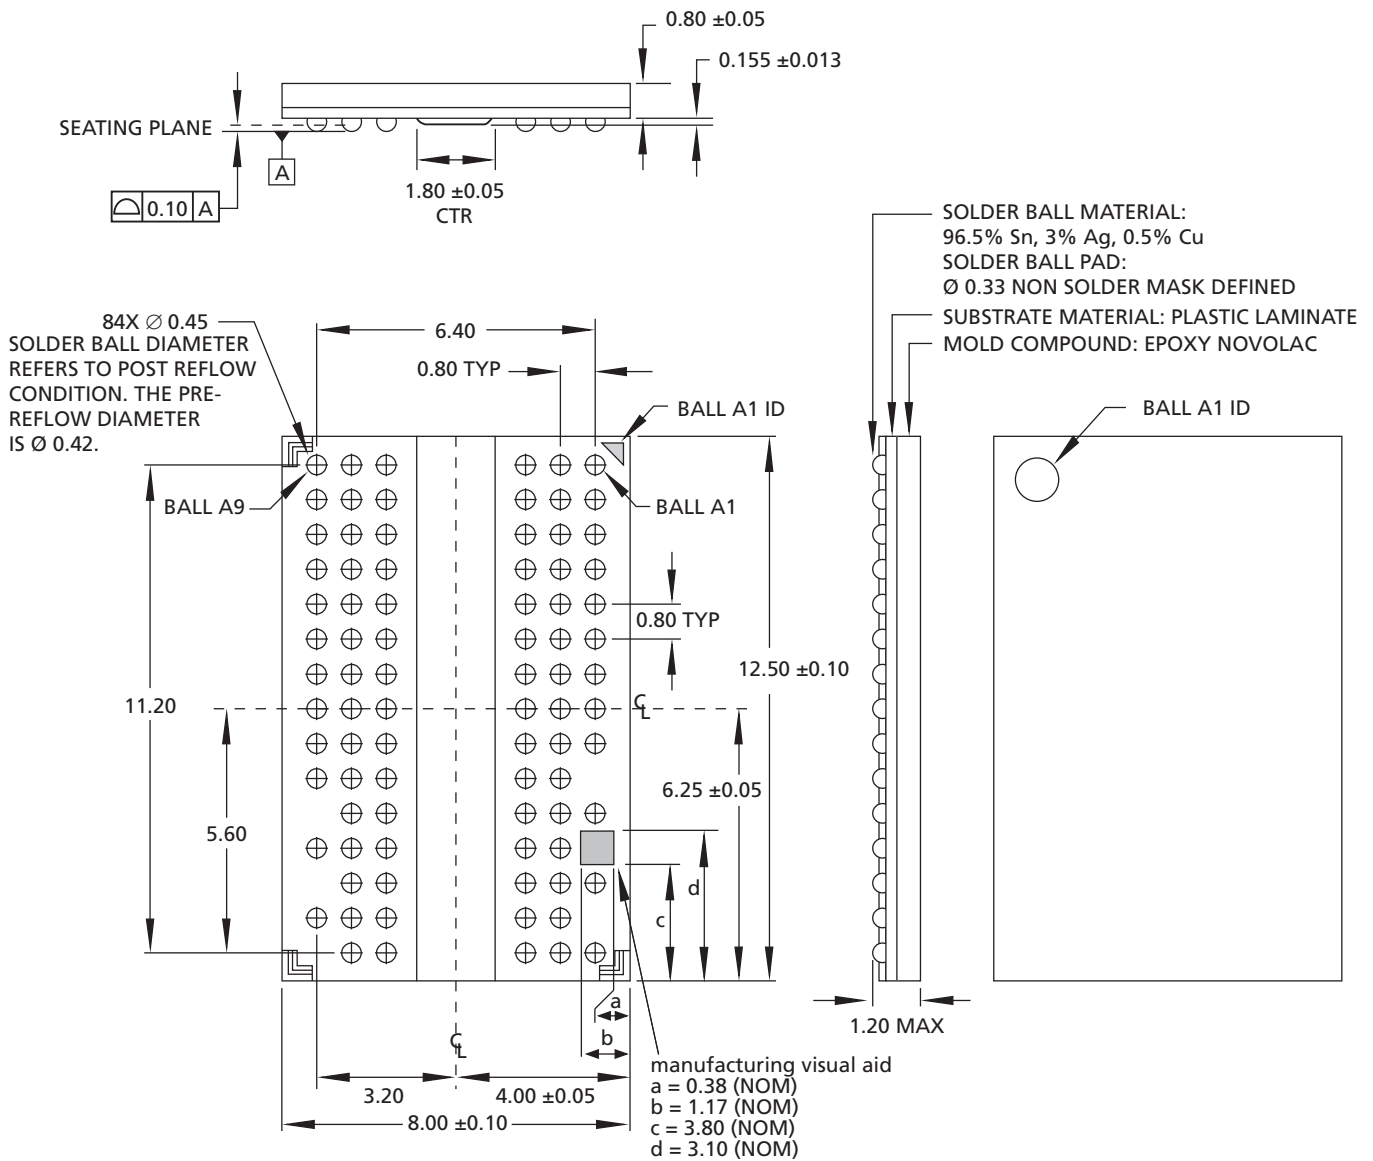 0.80 ±0.05
0.155 ±0.013
SEATING PLANE
A
0.10 A
1.80 ±0.05
CTR
SOLDER BALL MATERIAL:
96.5% Sn, 3% Ag, 0.5% Cu
SOLDER BALL PAD:
Ø 0.33 NON SOLDER MASK DEFINED
SUBSTRATE MATERIAL: PLASTIC LAMINATE
MOLD COMPOUND: EPOXY NOVOLAC
84X ∅ 0.45
SOLDER BALL DIAMETER
REFERS TO POST REFLOW
CONDITION. THE PRE-
REFLOW DIAMETER
IS Ø 0.42.
6.40
0.80 TYP
BALL A1 ID
BALL A1 ID
BALL A9
BALL A1
0.80 TYP
12.50 ±0.10
11.20
CL
6.25 ±0.05
5.60
d
c
a
b
1.20 MAX
CL
manufacturing visual aid
a = 0.38 (NOM)
b = 1.17 (NOM)
c = 3.80 (NOM)
d = 3.10 (NOM)
3.20
4.00 ±0.05
8.00 ±0.10